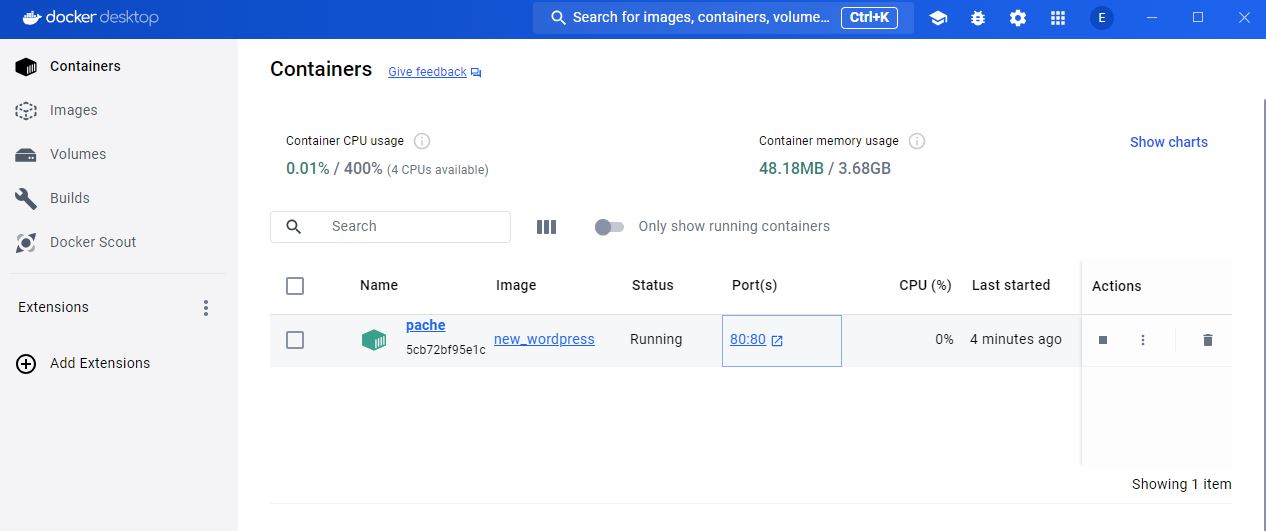 docker desktop
Search for images, containers, volume... Ctrl+K
E
Containers
Images
Volumes
Builds
Docker Scout
Extensions
Add Extensions
Containers Give feedback
Container CPU usage
0.01% / 400% (4 CPUs available)
Container memory usage
48.18MB / 3.68GB
Show charts
Search
Only show running containers
Name Image Status Port(s) CPU (%) Last started Actions
pache
5cb72bf95e1c
new_wordpress Running 80:80 0% 4 minutes ago
Showing 1 item